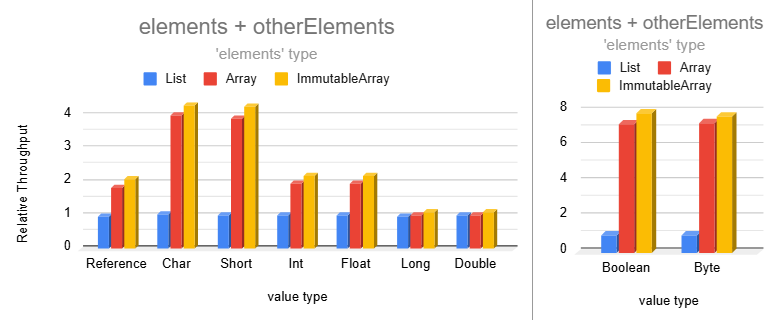 elements + otherElements
'elements' type
List Array ImmutableArray
Relative Throughput
4
3
2
1
0
Reference Char Short Int Float Long Double
value type
elements + otherElements
'elements' type
List Array
ImmutableArray
8
6
4
2
0
Boolean Byte
value type